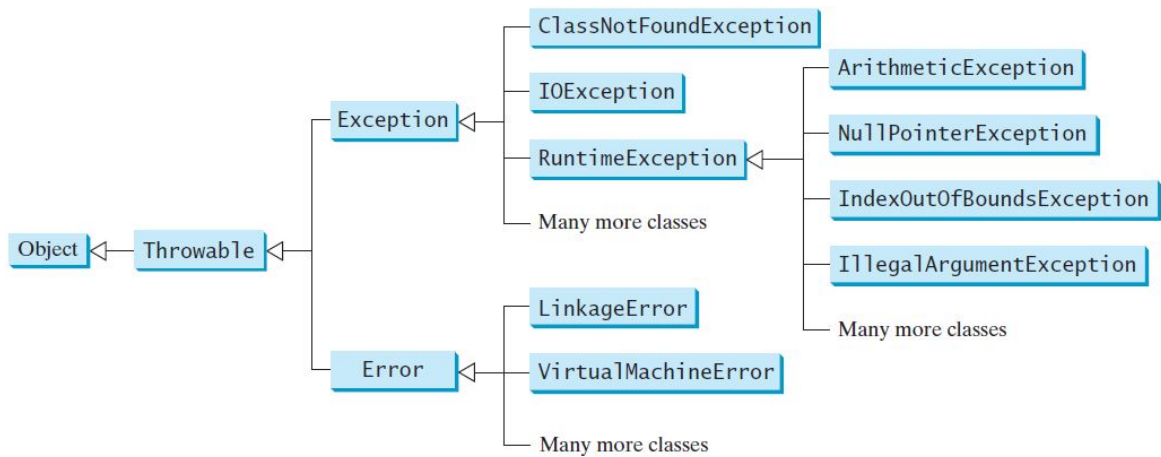 Object
Throwable
Exception
ClassNotFoundException
IOException
RuntimeException
Many more classes
ArithmeticException
NullPointerException
IndexOutOfBoundsException
IllegalArgumentException
Many more classes
Error
LinkageError
VirtualMachineError
Many more classes